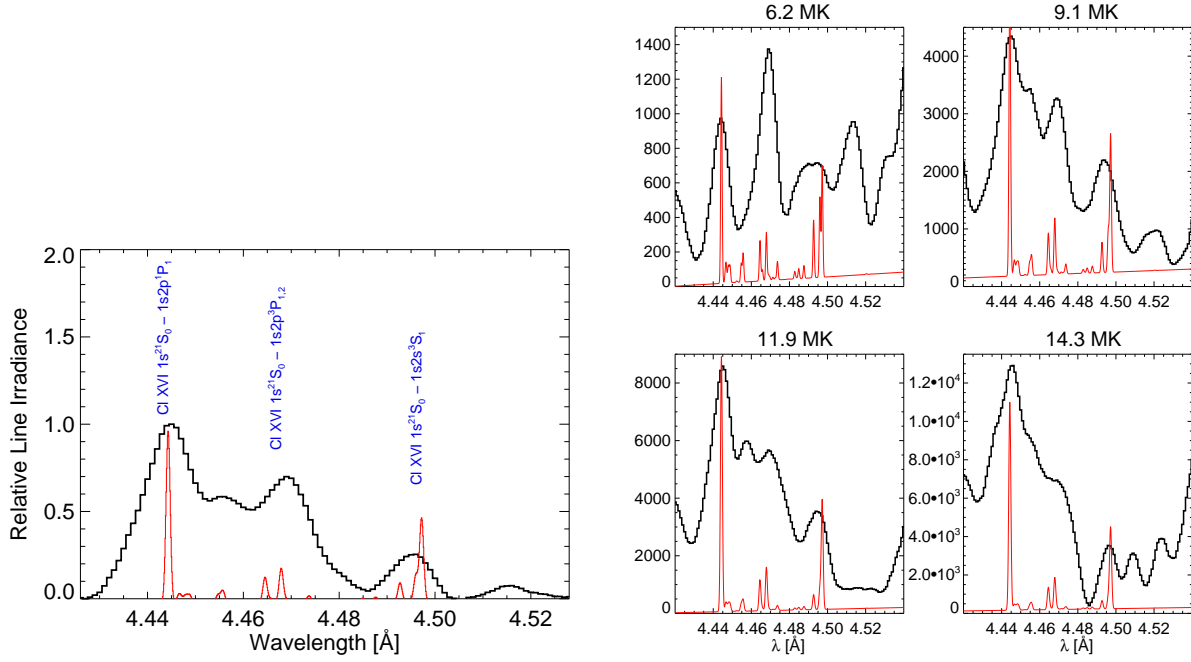 2.0
1.5
1.0
0.5
0.0
Relative Line Irradiance
Cl XVI 1s²¹S₀ − 1s2p¹P₁
Cl XVI 1s²¹S₀ − 1s2p³P₁,₂
Cl XVI 1s²¹S₀ − 1s2s³S₁
4.44 4.46 4.48 4.50 4.52
Wavelength [Å]
6.2 MK
1400
1200
1000
800
600
400
200
0
4.44 4.46 4.48 4.50 4.52
9.1 MK
4000
3000
2000
1000
0
4.44 4.46 4.48 4.50 4.52
11.9 MK
8000
6000
4000
2000
0
4.44 4.46 4.48 4.50 4.52
λ [Å]
14.3 MK
1.2•10⁴
1.0•10⁴
8.0•10³
6.0•10³
4.0•10³
2.0•10³
0
4.44 4.46 4.48 4.50 4.52
λ [Å]